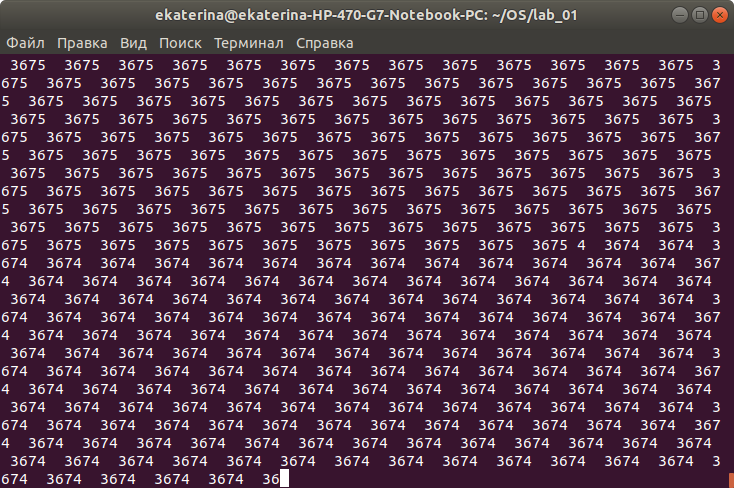 ekaterina@ekaterina-HP-470-G7-Notebook-PC: ~/OS/lab_01
Файл Правка Вид Поиск Терминал Справка
3675 3675 3675 3675 3675 3675 3675 3675 3675 3675 3675 3675 3675 3
675 3675 3675 3675 3675 3675 3675 3675 3675 3675 3675 3675 3675 367
5 3675 3675 3675 3675 3675 3675 3675 3675 3675 3675 3675 3675 3675
3675 3675 3675 3675 3675 3675 3675 3675 3675 3675 3675 3675 3675 3
675 3675 3675 3675 3675 3675 3675 3675 3675 3675 3675 3675 3675 367
5 3675 3675 3675 3675 3675 3675 3675 3675 3675 3675 3675 3675 3675
3675 3675 3675 3675 3675 3675 3675 3675 3675 3675 3675 3675 3675 3
675 3675 3675 3675 3675 3675 3675 3675 3675 3675 3675 3675 3675 367
5 3675 3675 3675 3675 3675 3675 3675 3675 3675 3675 3675 3675 3675
3675 3675 3675 3675 3675 3675 3675 3675 3675 3675 3675 3675 3675 3
675 3675 3675 3675 3675 3675 3675 3675 3675 3675 3675 4 3674 3674 3
674 3674 3674 3674 3674 3674 3674 3674 3674 3674 3674 3674 3674 367
4 3674 3674 3674 3674 3674 3674 3674 3674 3674 3674 3674 3674 3674
3674 3674 3674 3674 3674 3674 3674 3674 3674 3674 3674 3674 3674 3
674 3674 3674 3674 3674 3674 3674 3674 3674 3674 3674 3674 3674 367
4 3674 3674 3674 3674 3674 3674 3674 3674 3674 3674 3674 3674 3674
3674 3674 3674 3674 3674 3674 3674 3674 3674 3674 3674 3674 3674 3
674 3674 3674 3674 3674 3674 3674 3674 3674 3674 3674 3674 3674 367
4 3674 3674 3674 3674 3674 3674 3674 3674 3674 3674 3674 3674 3674
3674 3674 3674 3674 3674 3674 3674 3674 3674 3674 3674 3674 3674 3
674 3674 3674 3674 3674 3674 3674 3674 3674 3674 3674 3674 3674 367
4 3674 3674 3674 3674 3674 3674 3674 3674 3674 3674 3674 3674 3674
3674 3674 3674 3674 3674 3674 3674 3674 3674 3674 3674 3674 3674 3
674 3674 3674 3674 3674 36